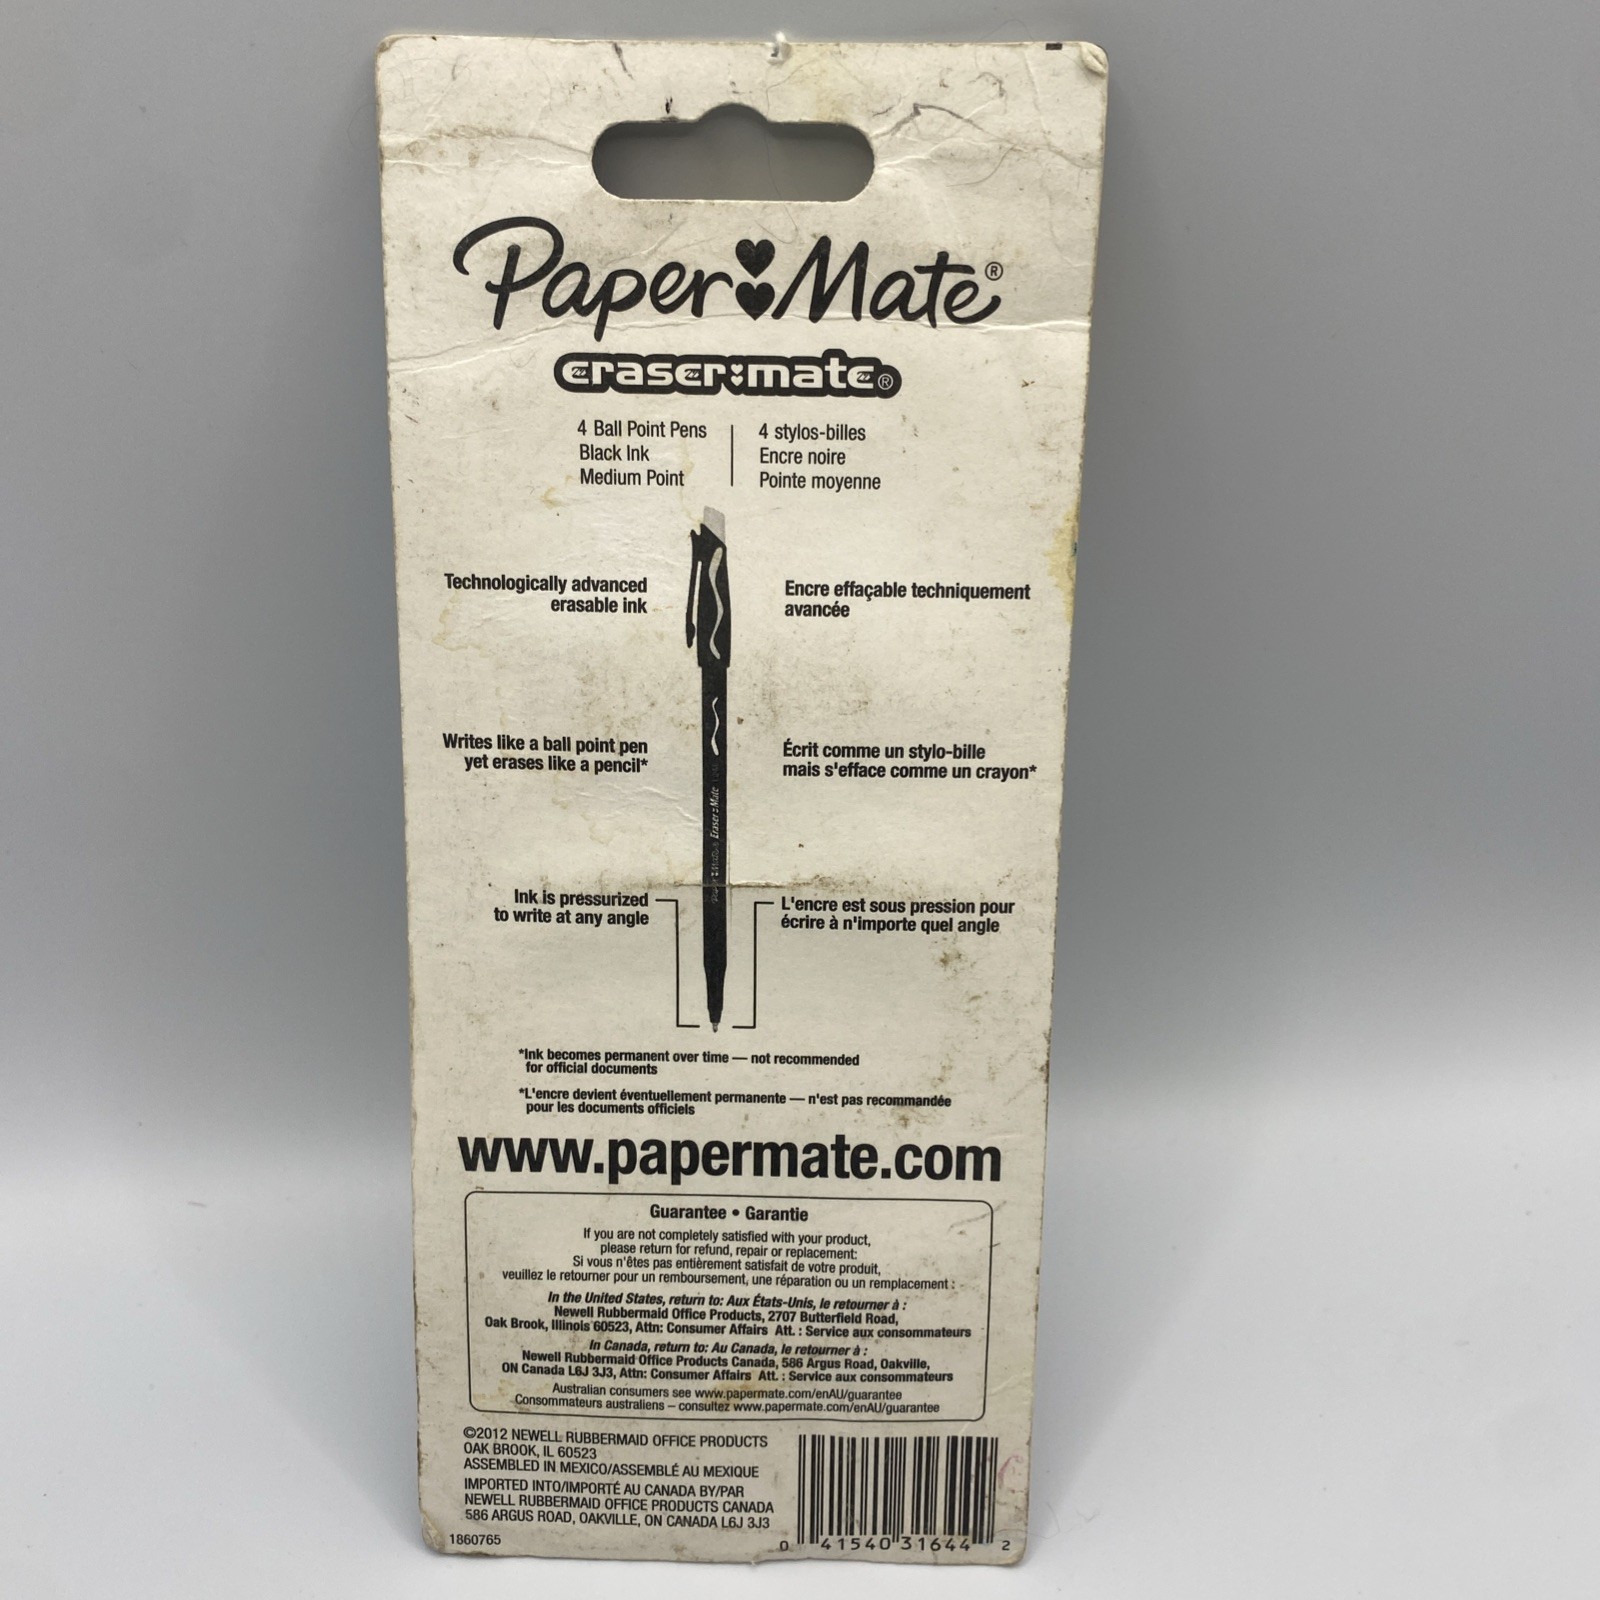 Paper Mate®
eraser:mate®
4 Ball Point Pens
Black Ink
Medium Point
4 stylos-billes
Encre noire
Pointe moyenne
Technologically advanced
erasable ink
Encre effaçable techniquement
avancée
Writes like a ball point pen
yet erases like a pencil*
Écrit comme un stylo-bille
mais s'efface comme un crayon*
Ink is pressurized
to write at any angle
L'encre est sous pression pour
écrire à n'importe quel angle
Eraser:Mate
*Ink becomes permanent over time — not recommended
for official documents
*L'encre devient éventuellement permanente — n'est pas recommandée
pour les documents officiels
www.papermate.com
Guarantee • Garantie
If you are not completely satisfied with your product,
please return for refund, repair or replacement:
Si vous n'êtes pas entièrement satisfait de votre produit,
veuillez le retourner pour un remboursement, une réparation ou un remplacement :
In the United States, return to: Aux États-Unis, le retourner à :
Newell Rubbermaid Office Products, 2707 Butterfield Road,
Oak Brook, Illinois 60523, Attn: Consumer Affairs Att. : Service aux consommateurs
In Canada, return to: Au Canada, le retourner à :
Newell Rubbermaid Office Products Canada, 586 Argus Road, Oakville,
ON Canada L6J 3J3, Attn: Consumer Affairs Att. : Service aux consommateurs
Australian consumers see www.papermate.com/enAU/guarantee
Consommateurs australiens – consultez www.papermate.com/enAU/guarantee
©2012 NEWELL RUBBERMAID OFFICE PRODUCTS
OAK BROOK, IL 60523
ASSEMBLED IN MEXICO/ASSEMBLÉ AU MEXIQUE
IMPORTED INTO/IMPORTÉ AU CANADA BY/PAR
NEWELL RUBBERMAID OFFICE PRODUCTS CANADA
586 ARGUS ROAD, OAKVILLE, ON CANADA L6J 3J3
1860765
0 41540 31644 2